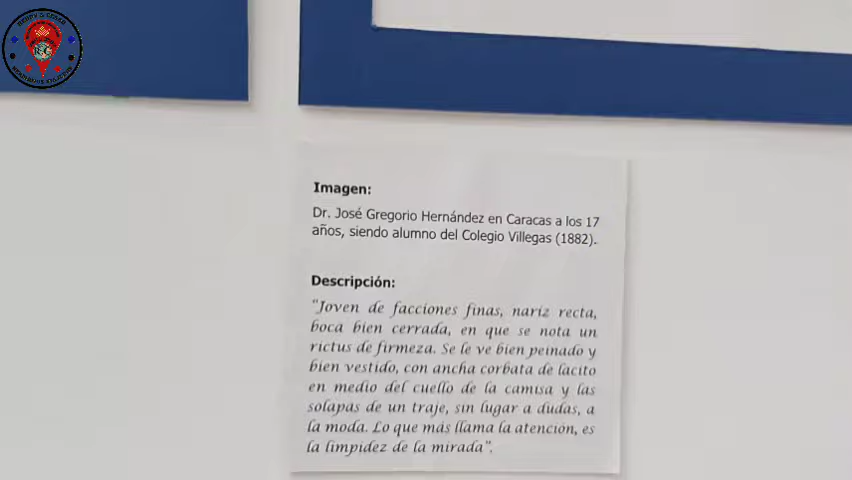 Imagen:
Dr. José Gregorio Hernández en Caracas a los 17
años, siendo alumno del Colegio Villegas (1882).
Descripción:
"Joven de facciones finas, nariz recta,
boca bien cerrada, en que se nota un
rictus de firmeza. Se le ve bien peinado y
bien vestido, con ancha corbata de lacito
en medio del cuello de la camisa y las
solapas de un traje, sin lugar a dudas, a
la moda. Lo que más llama la atención, es
la limpidez de la mirada".